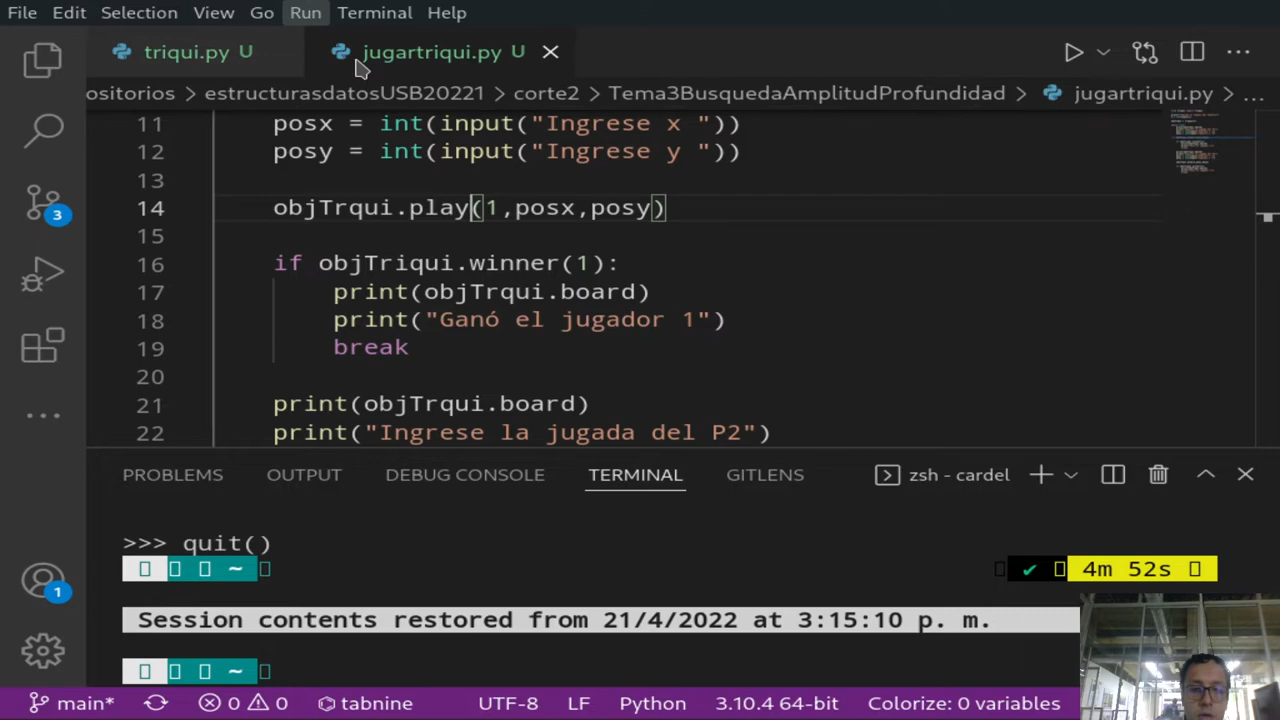 File Edit Selection View Go Run Terminal Help
triqui.py U jugartriqui.py U
ositorios > estructurasdatosUSB20221 > corte2 > Tema3BusquedaAmplitudProfundidad > jugartriqui.py > ...
11 posx = int(input("Ingrese x "))
12 posy = int(input("Ingrese y "))
13
14 objTrqui.play(1,posx,posy)
15
16 if objTriqui.winner(1):
17 print(objTrqui.board)
18 print("Ganó el jugador 1")
19 break
20
21 print(objTrqui.board)
22 print("Ingrese la jugada del P2")
3
1
PROBLEMS OUTPUT DEBUG CONSOLE TERMINAL GITLENS zsh - cardel
>>> quit()
~ ✔ 4m 52s
Session contents restored from 21/4/2022 at 3:15:10 p. m.
~
main* 0 0 tabnine UTF-8 LF Python 3.10.4 64-bit Colorize: 0 variables